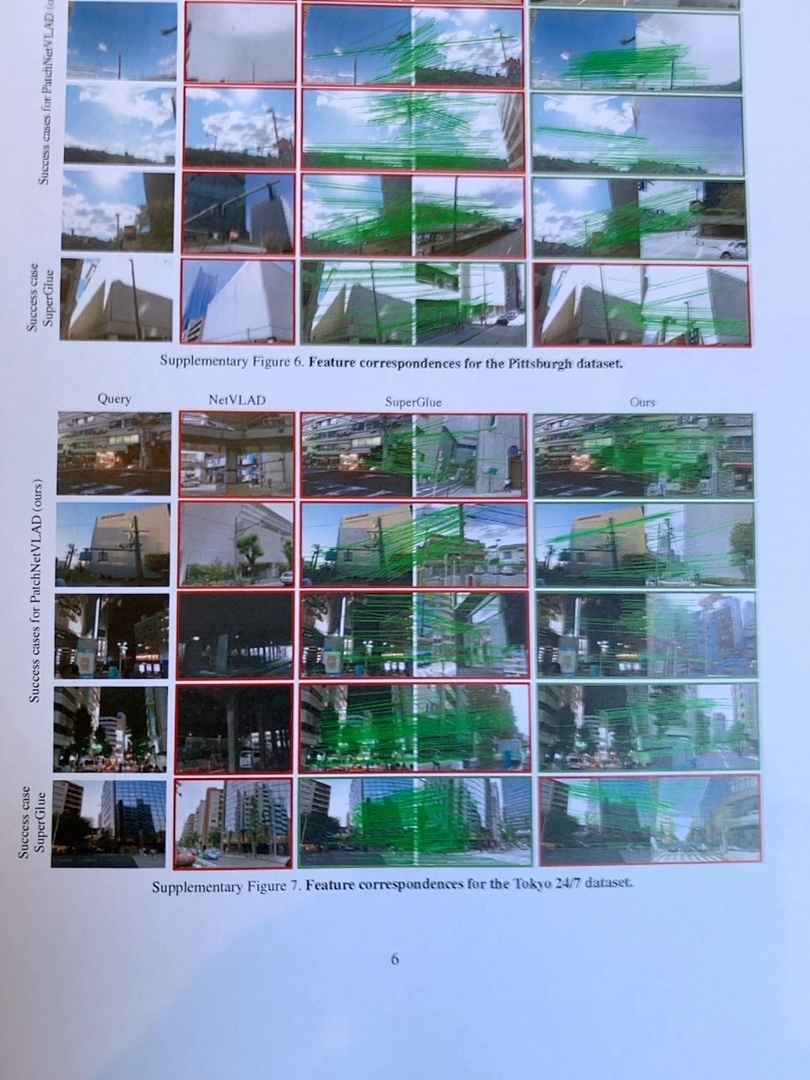 Success cases for PatchNetVLAD
Success case
SuperGlue
Supplementary Figure 6. Feature correspondences for the Pittsburgh dataset.
Query NetVLAD SuperGlue Ours
Success cases for PatchNetVLAD (ours)
Success case
SuperGlue
Supplementary Figure 7. Feature correspondences for the Tokyo 24/7 dataset.
6